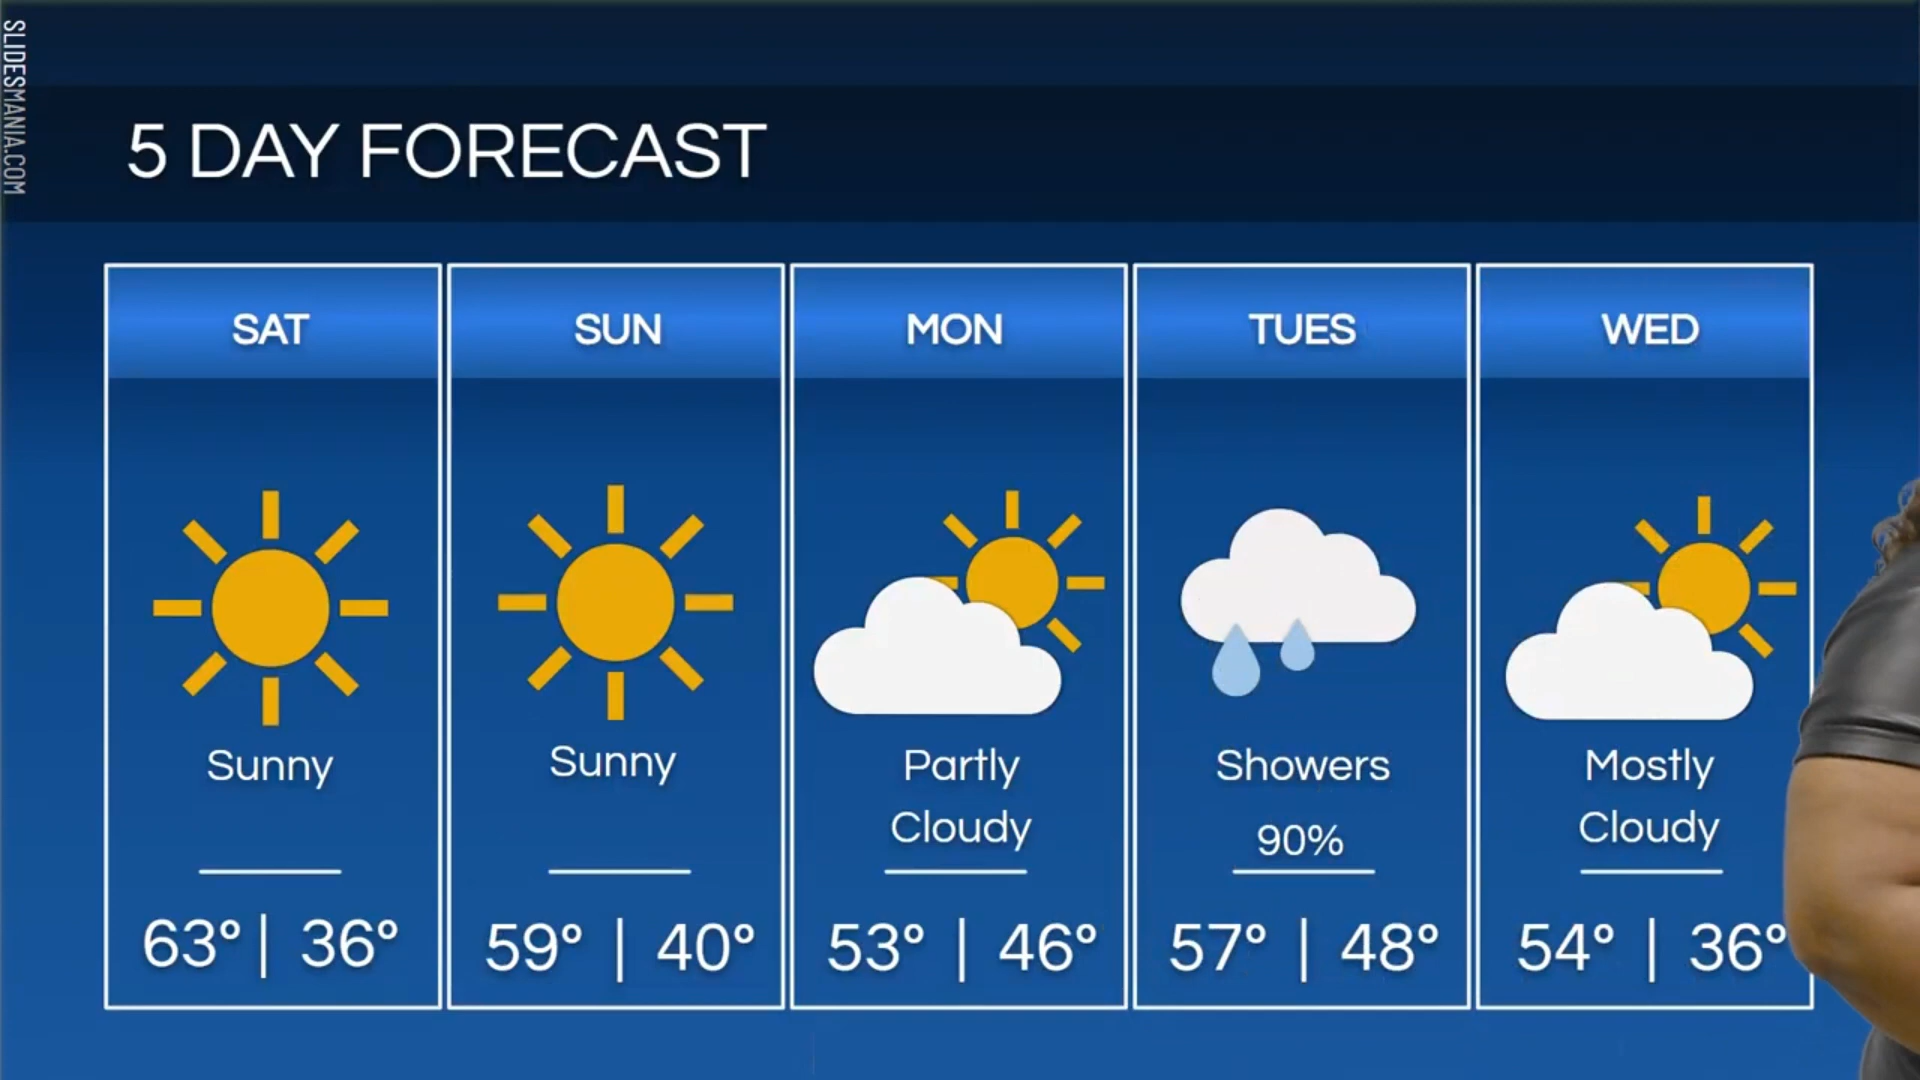 SLIDESMANIA.COM
5 DAY FORECAST
SAT
Sunny
63° | 36°
SUN
Sunny
59° | 40°
MON
Partly
Cloudy
53° | 46°
TUES
Showers
90%
57° | 48°
WED
Mostly
Cloudy
54° | 36°